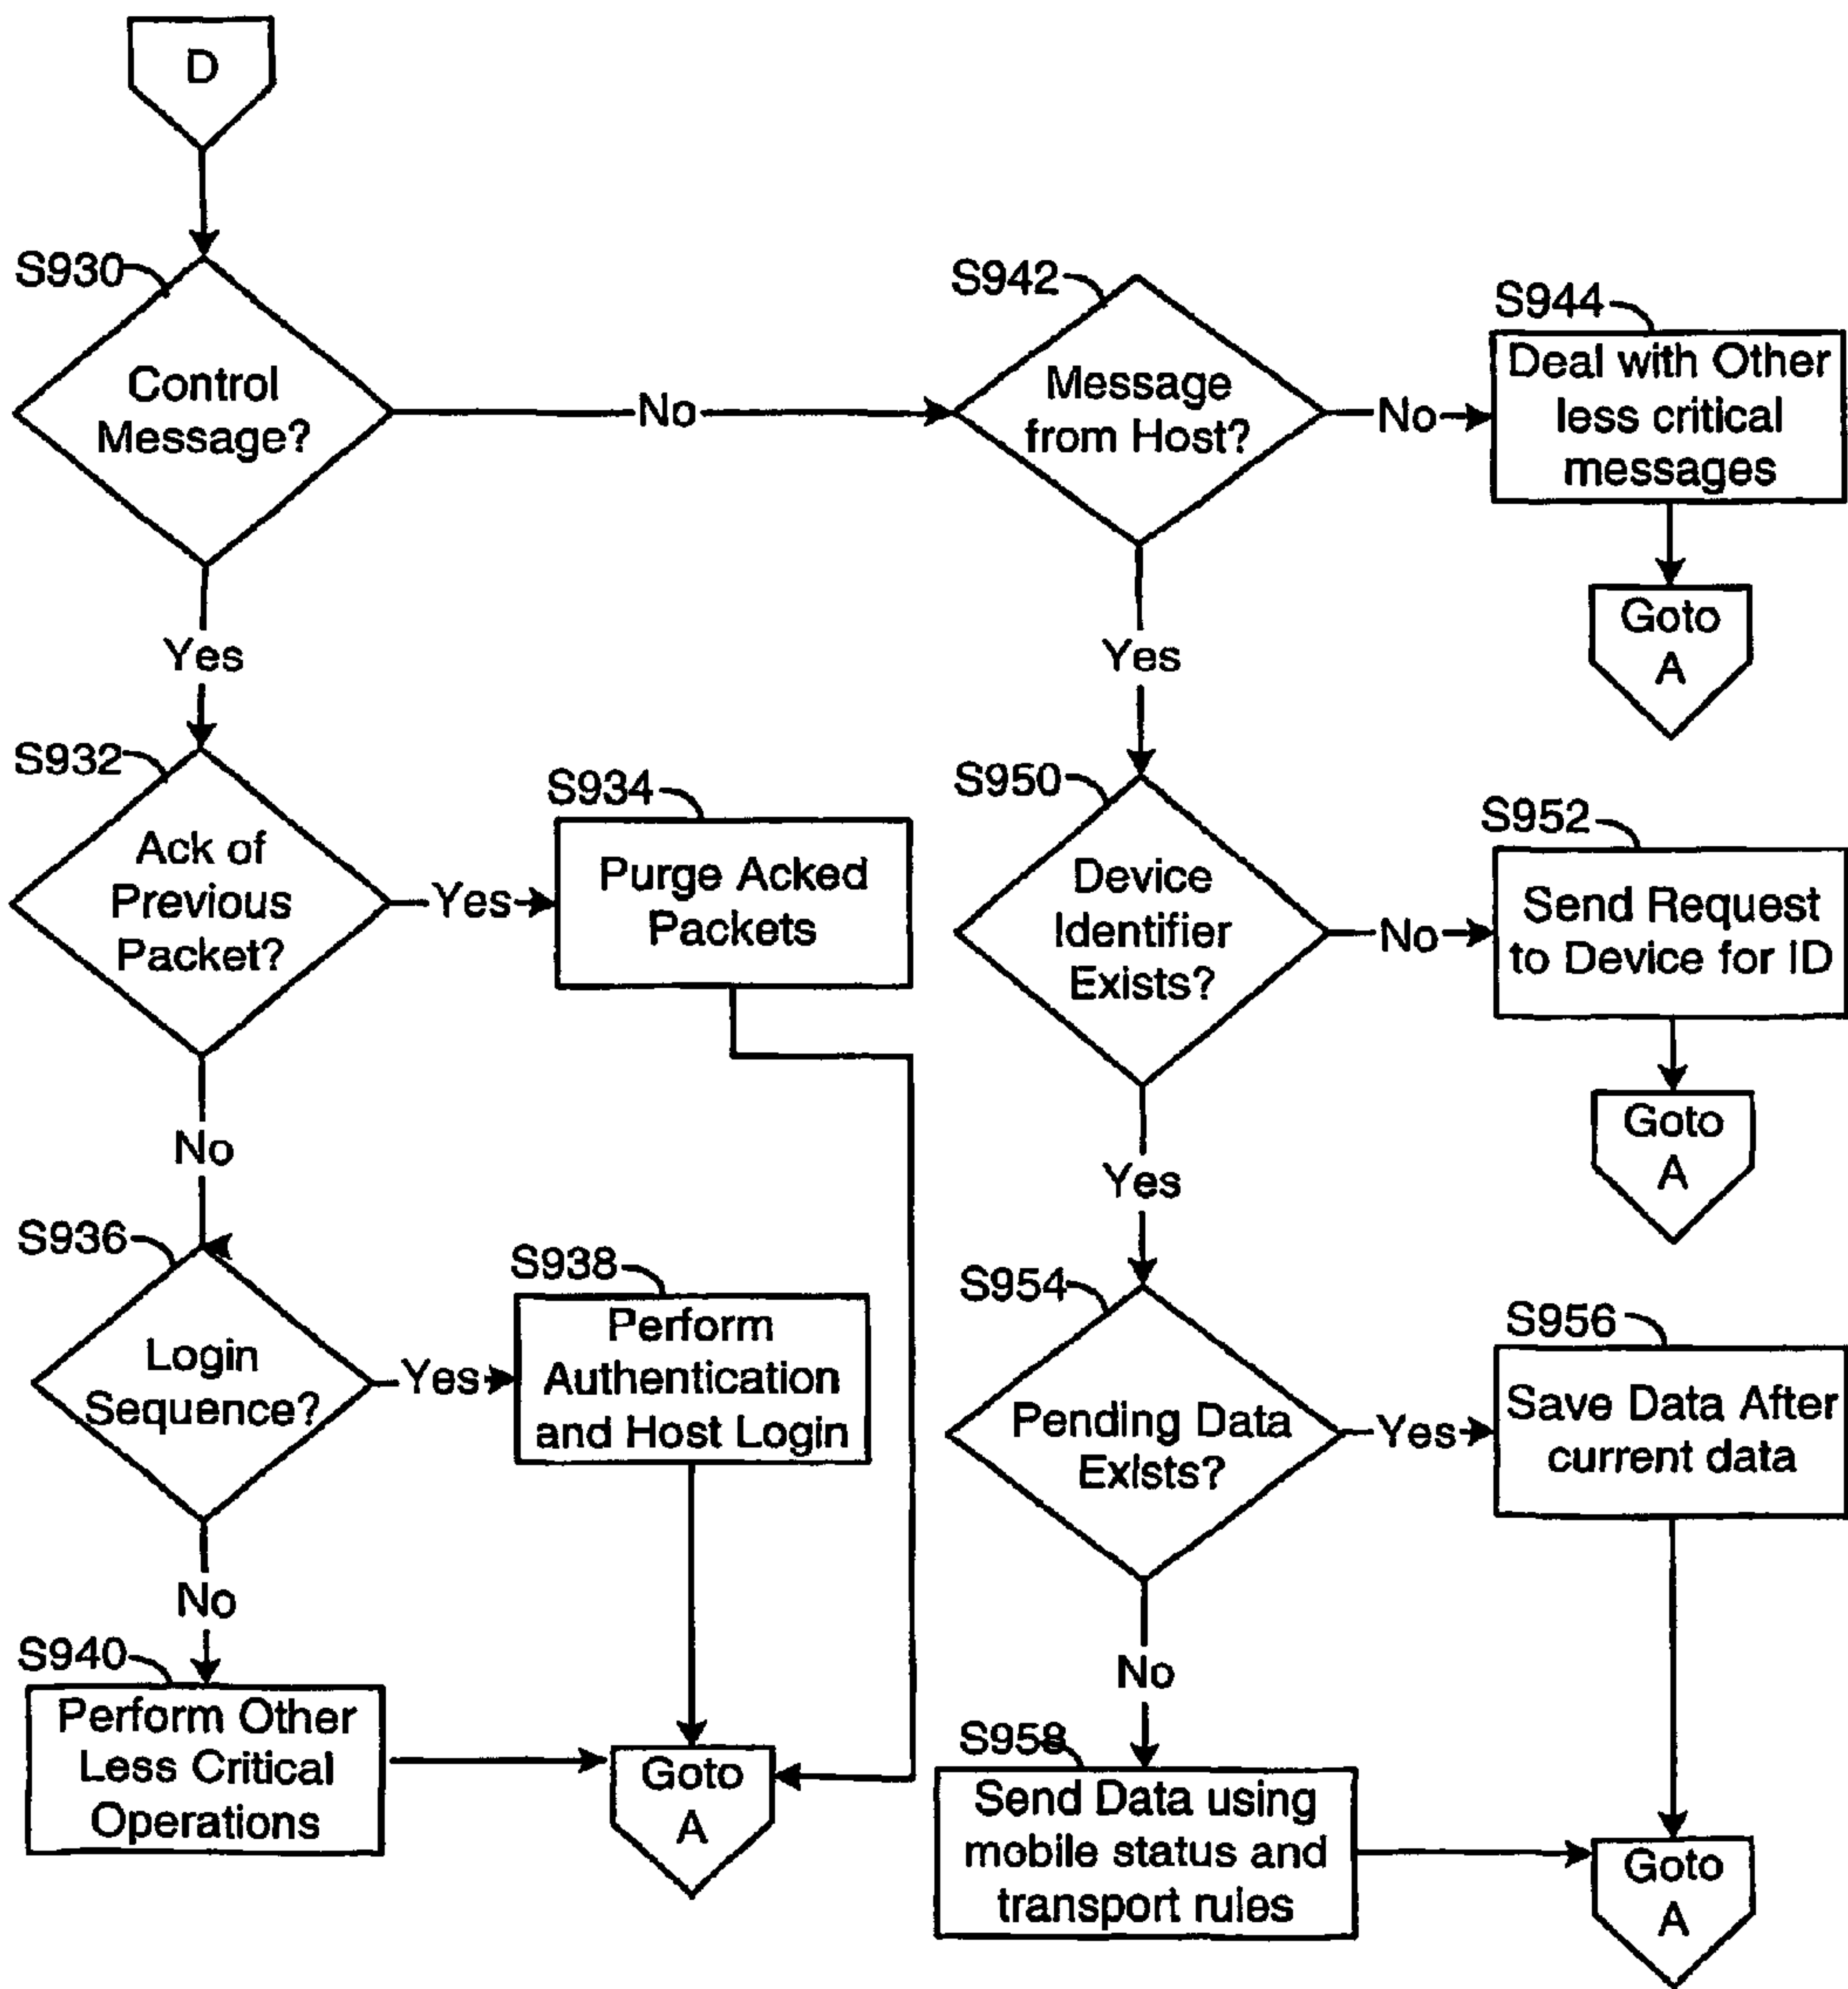 D
S930
Control
Message?
No
S942
Message
from Host?
No
S944
Deal with Other
less critical
messages
Goto
A
Yes
Yes
S932
Ack of
Previous
Packet?
Yes
S934
Purge Acked
Packets
S950
Device
Identifier
Exists?
No
S952
Send Request
to Device for ID
Goto
A
No
Yes
S936
Login
Sequence?
Yes
S938
Perform
Authentication
and Host Login
S954
Pending Data
Exists?
Yes
S956
Save Data After
current data
No
No
S940
Perform Other
Less Critical
Operations
Goto
A
S958
Send Data using
mobile status and
transport rules
Goto
A